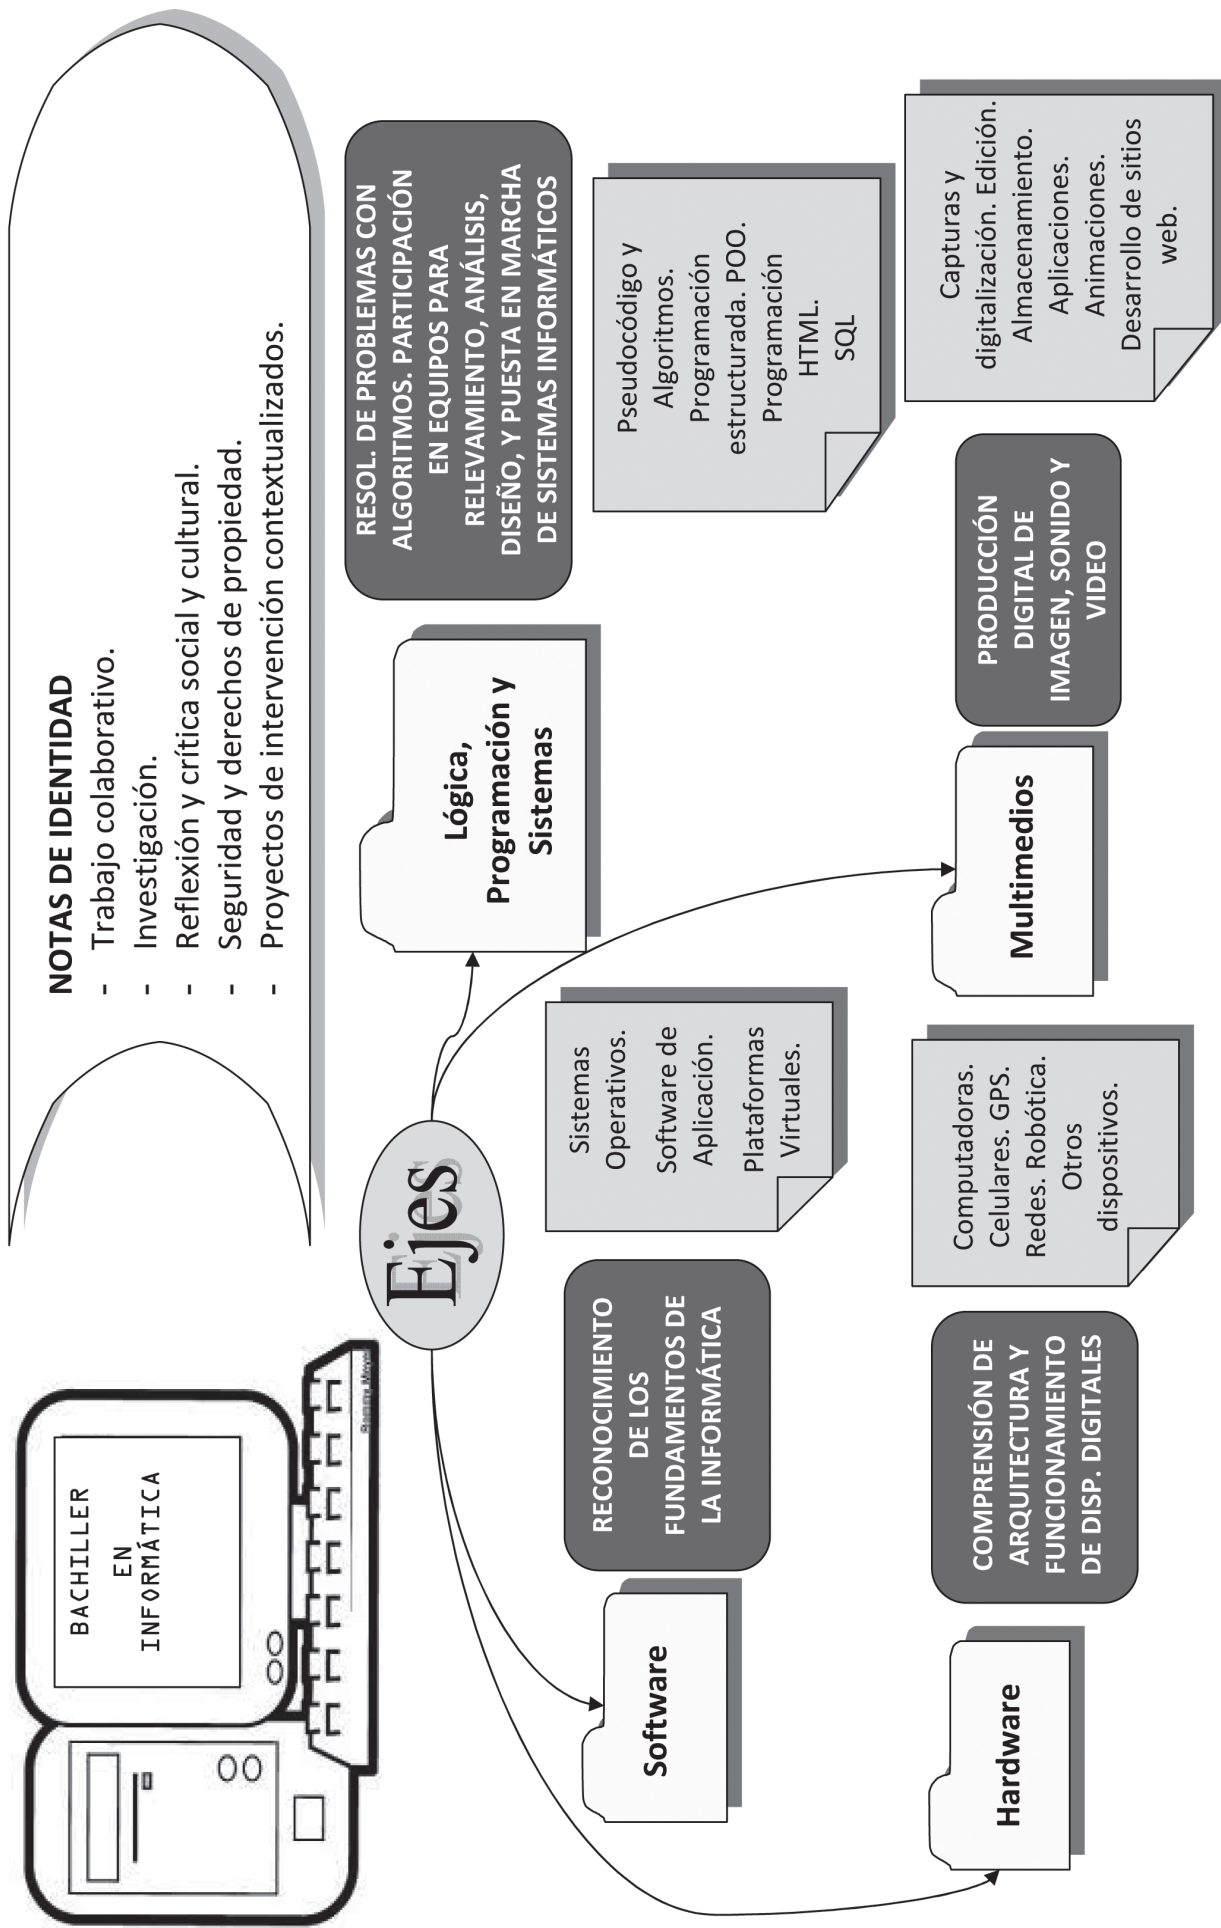 BACHILLER
EN
INFORMÁTICA
NOTAS DE IDENTIDAD
- Trabajo colaborativo.
- Investigación.
- Reflexión y crítica social y cultural.
- Seguridad y derechos de propiedad.
- Proyectos de intervención contextualizados.
Ejes
Lógica,
Programación y
Sistemas
RESOL. DE PROBLEMAS CON
ALGORITMOS. PARTICIPACIÓN
EN EQUIPOS PARA
RELEVAMIENTO, ANÁLISIS,
DISEÑO, Y PUESTA EN MARCHA
DE SISTEMAS INFORMÁTICOS
Pseudocódigo y
Algoritmos.
Programación
estructurada. POO.
Programación
HTML.
SQL
Software
RECONOCIMIENTO
DE LOS
FUNDAMENTOS DE
LA INFORMÁTICA
Sistemas
Operativos.
Software de
Aplicación.
Plataformas
Virtuales.
Hardware
COMPRENSIÓN DE
ARQUITECTURA Y
FUNCIONAMIENTO
DE DISP. DIGITALES
Computadoras.
Celulares. GPS.
Redes. Robótica.
Otros
dispositivos.
Multimedios
PRODUCCIÓN
DIGITAL DE
IMAGEN, SONIDO Y
VIDEO
Capturas y
digitalización. Edición.
Almacenamiento.
Aplicaciones.
Animaciones.
Desarrollo de sitios
web.